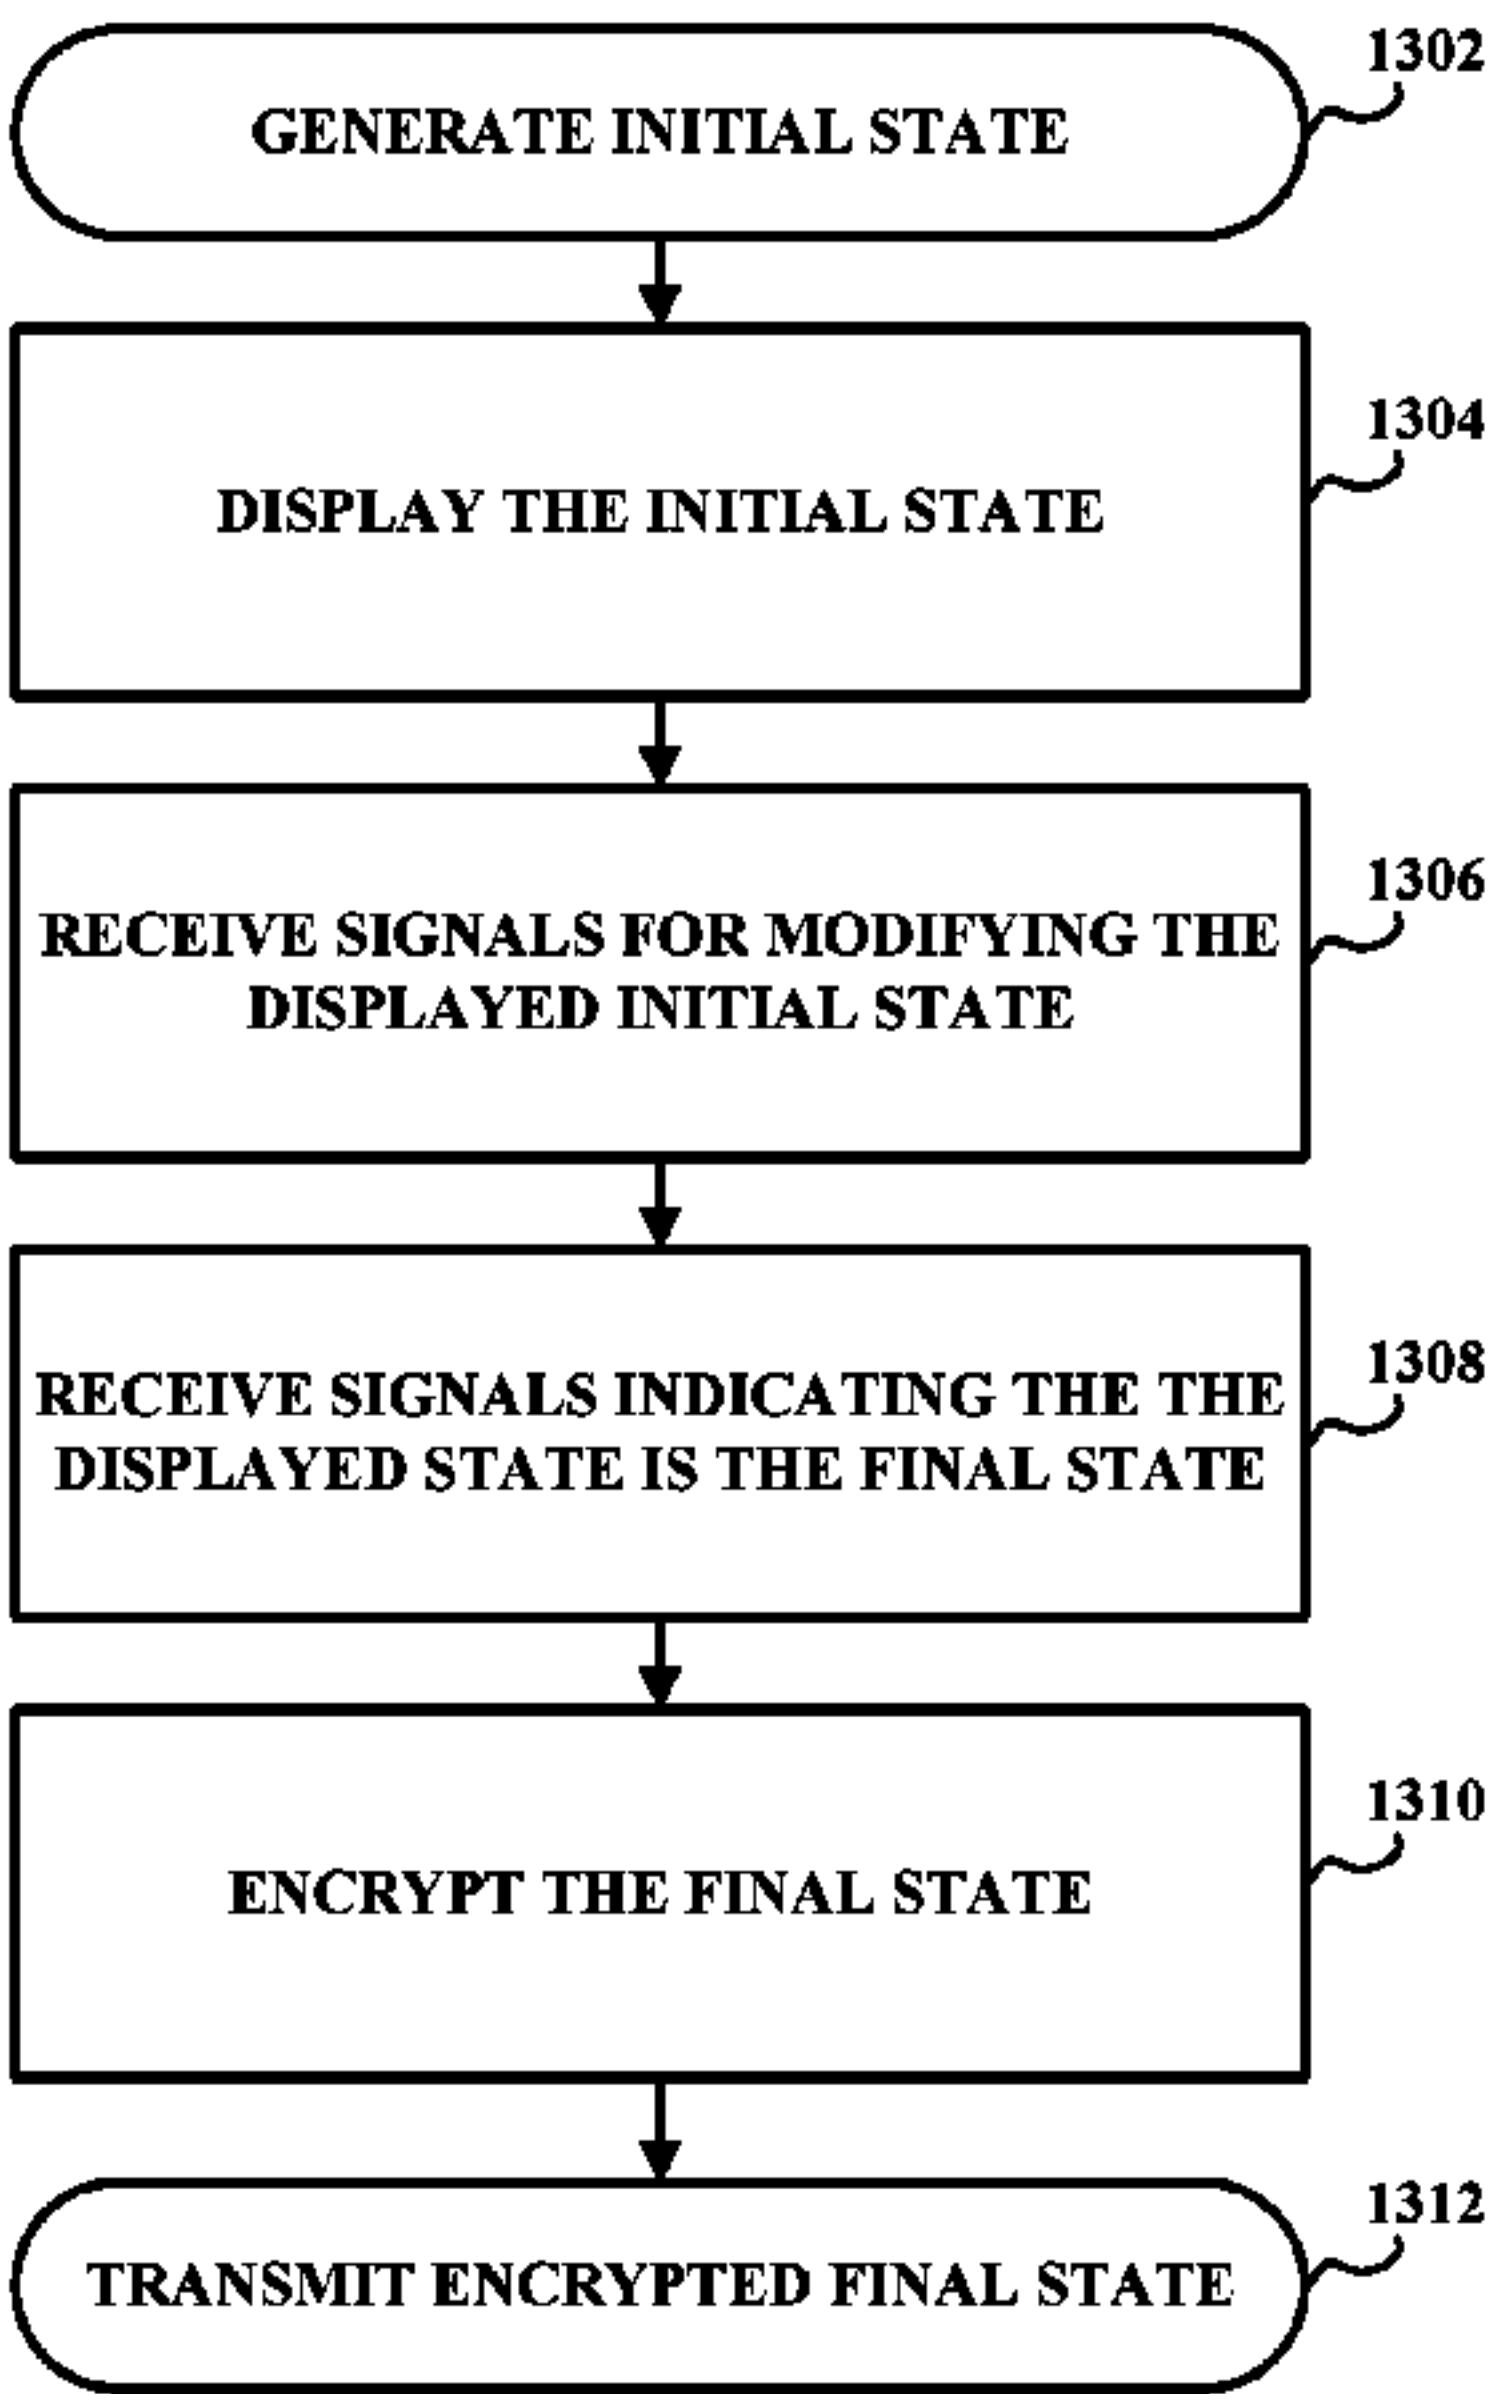 1302
GENERATE INITIAL STATE
1304
DISPLAY THE INITIAL STATE
1306
RECEIVE SIGNALS FOR MODIFYING THE
DISPLAYED INITIAL STATE
1308
RECEIVE SIGNALS INDICATING THE THE
DISPLAYED STATE IS THE FINAL STATE
1310
ENCRYPT THE FINAL STATE
1312
TRANSMIT ENCRYPTED FINAL STATE